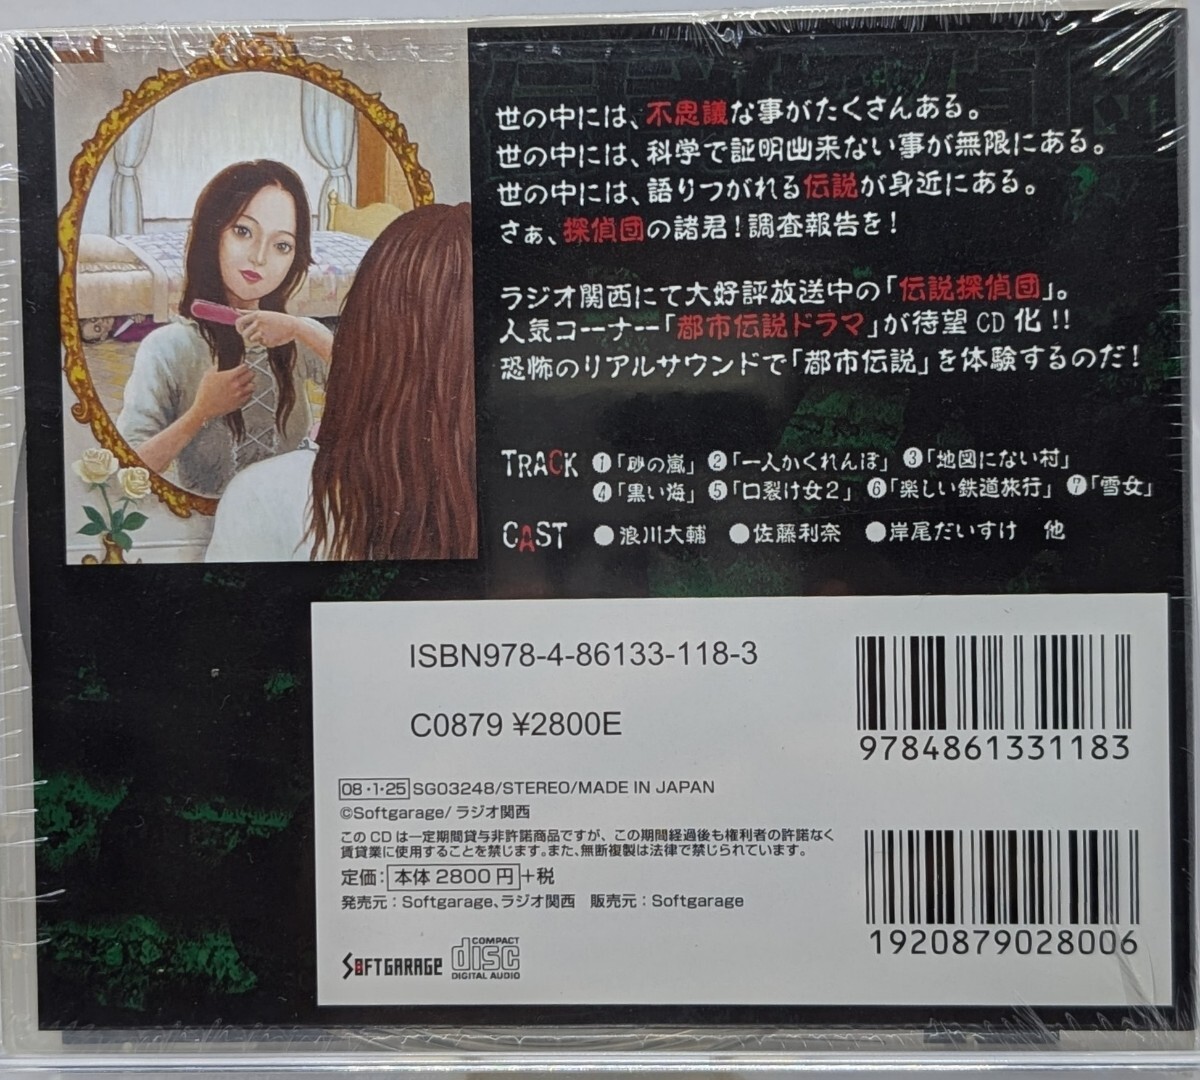 世の中には、不思議な事がたくさんある。
世の中には、科学で証明出来ない事が無限にある。
世の中には、語りつがれる伝説が身近にある。
さぁ、探偵団の諸君！調査報告を！
ラジオ関西にて大好評放送中の「伝説探偵団」。
人気コーナー「都市伝説ドラマ」が待望CD化！！
恐怖のリアルサウンドで「都市伝説」を体験するのだ！
TRACK ❶「砂の嵐」 ❷「一人かくれんぼ」 ❸「地図にない村」
❹「黒い海」 ❺「口裂け女2」 ❻「楽しい鉄道旅行」 ❼「雪女」
CAST ●浪川大輔 ●佐藤利奈 ●岸尾だいすけ 他
ISBN978-4-86133-118-3
C0879 ¥2800E
9784861331183
08・1・25 SG03248/STEREO/MADE IN JAPAN
©Softgarage/ラジオ関西
このCDは一定期間貸与非許諾商品ですが、この期間経過後も権利者の許諾なく
賃貸業に使用することを禁じます。また、無断複製は法律で禁じられています。
定価：本体2800円+税
発売元：Softgarage、ラジオ関西 販売元：Softgarage
1920879028006
SOFTGARAGE
COMPACT
disc
DIGITAL AUDIO